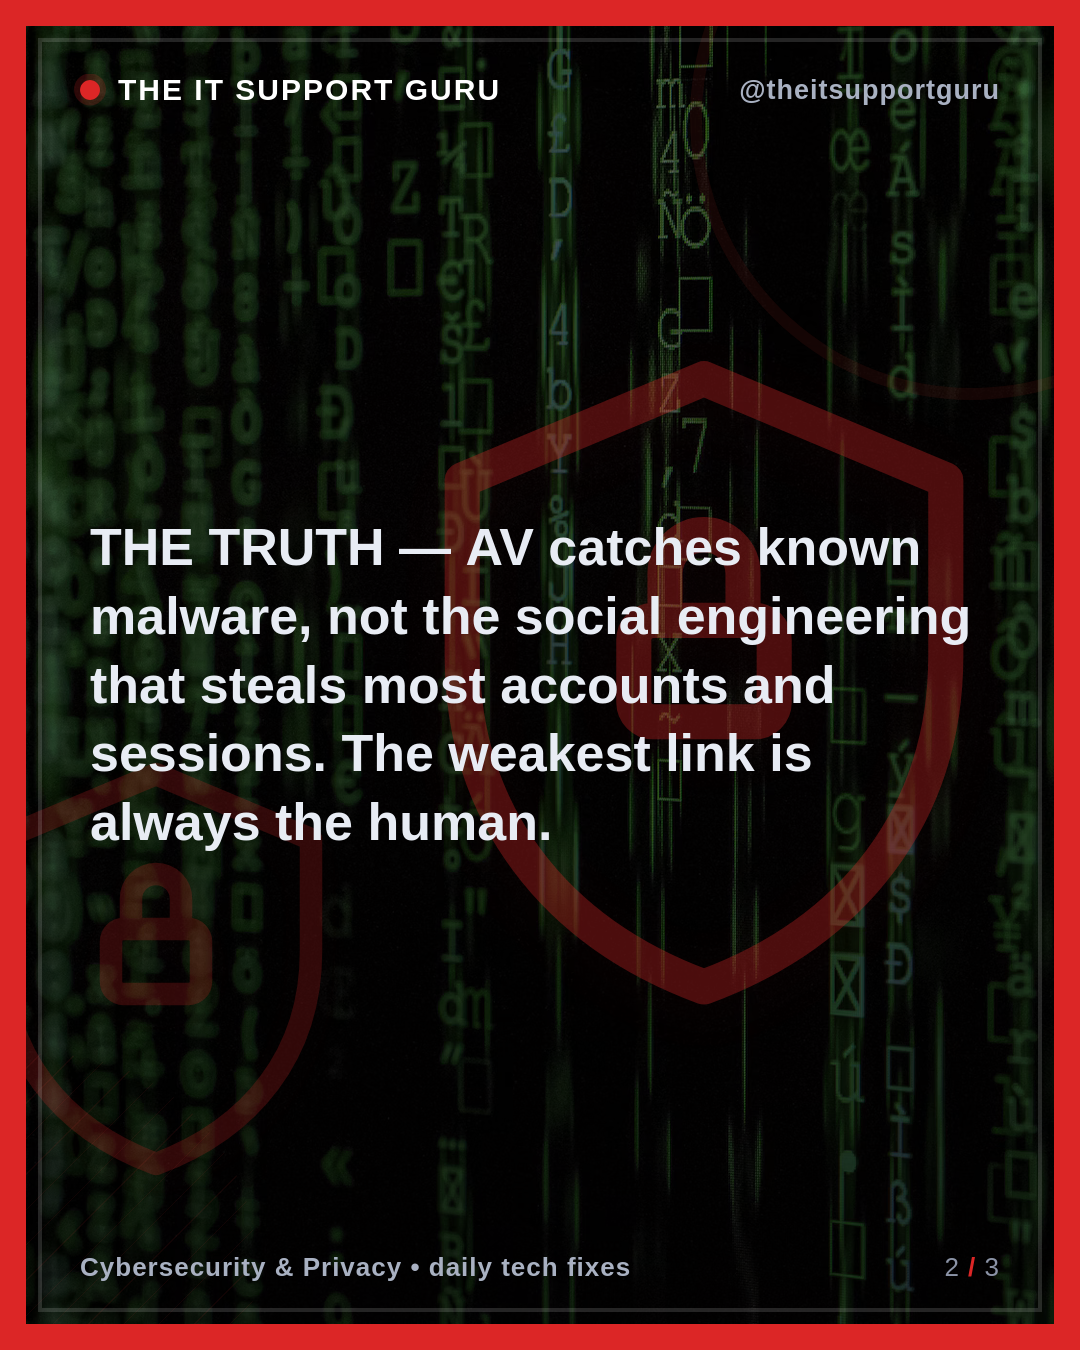 THE IT SUPPORT GURU
@theitsupportguru
THE TRUTH — AV catches known
malware, not the social engineering
that steals most accounts and
sessions. The weakest link is
always the human.
Cybersecurity & Privacy • daily tech fixes
2 / 3